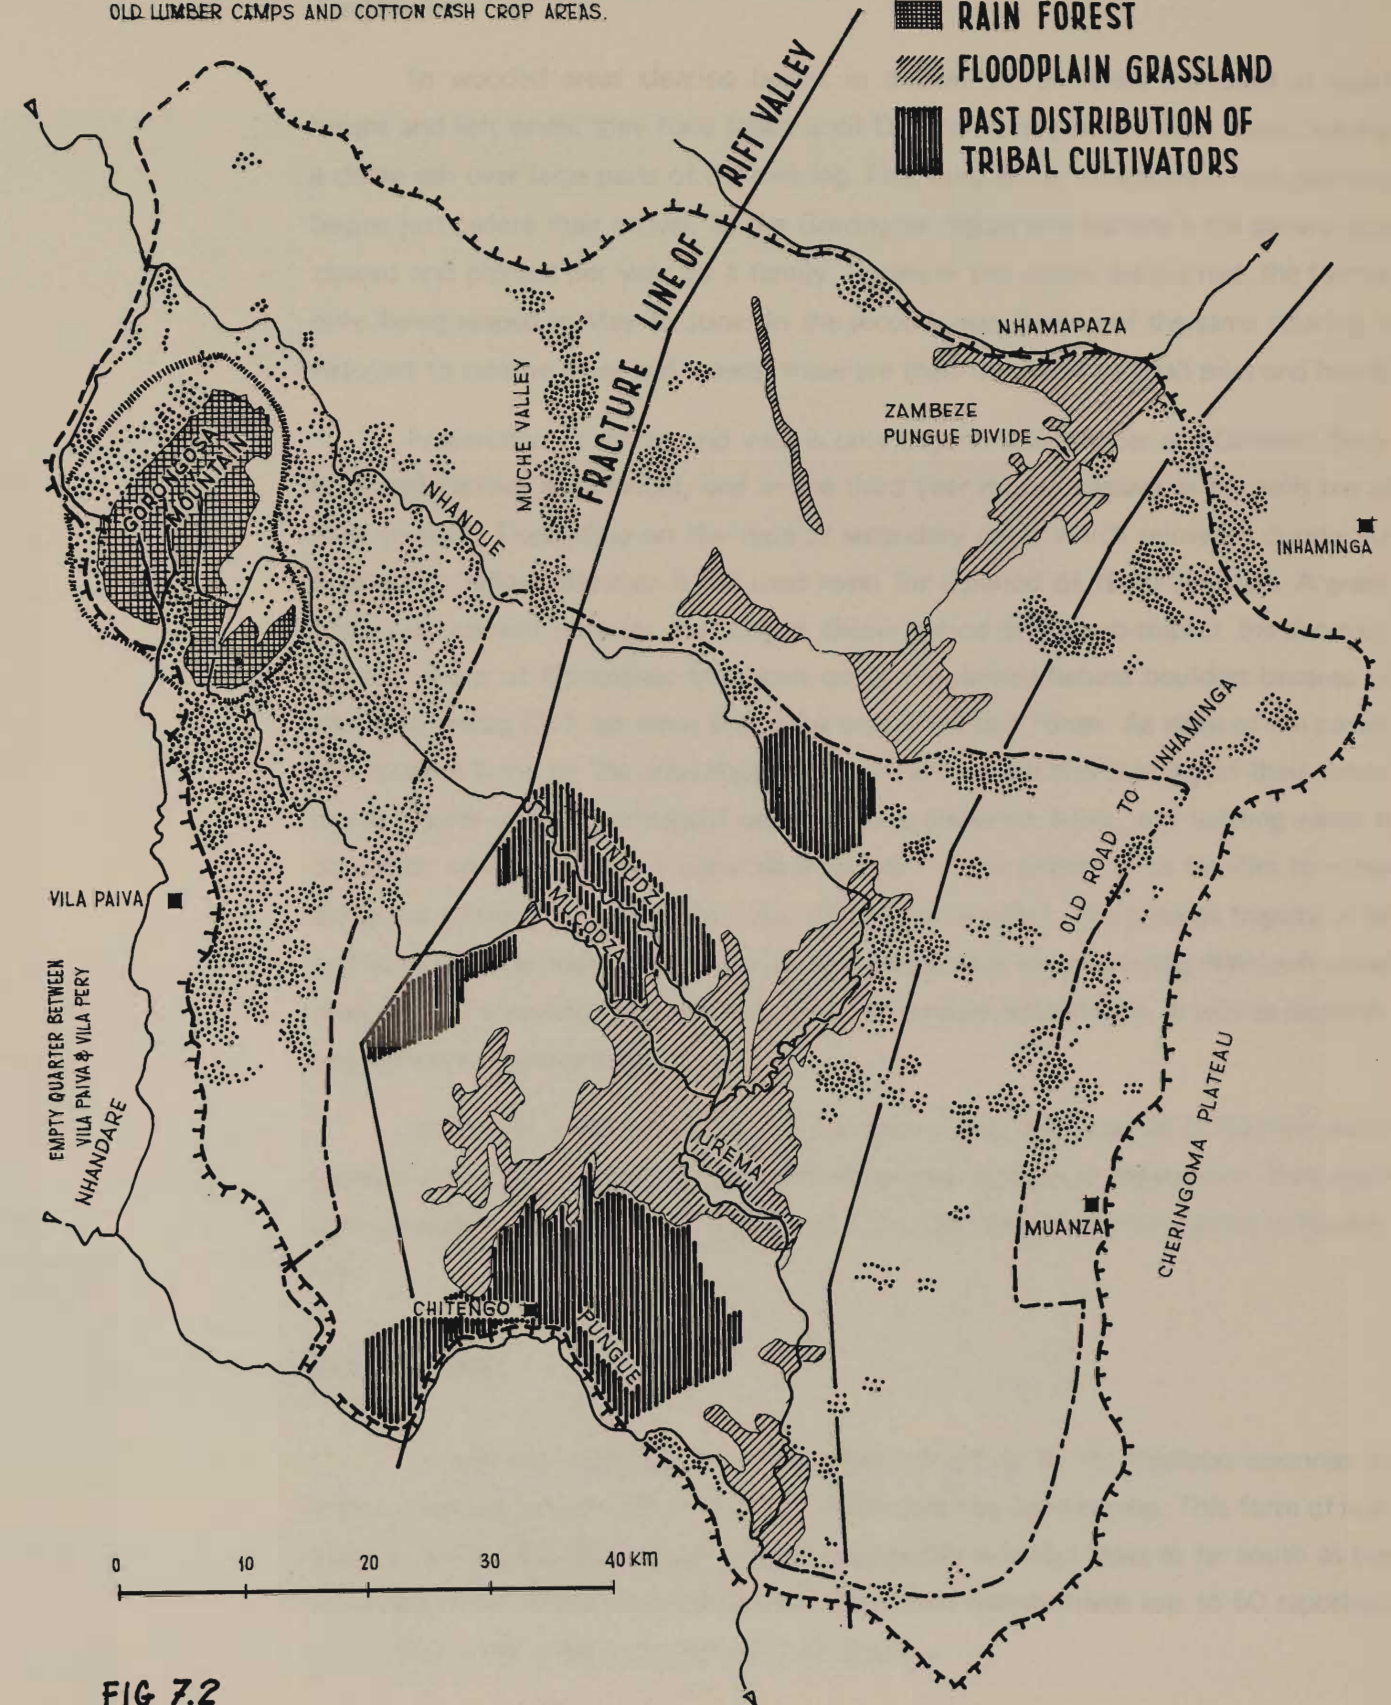 OLD LUMBER CAMPS AND COTTON CASH CROP AREAS.
RAIN FOREST
FLOODPLAIN GRASSLAND
PAST DISTRIBUTION OF
TRIBAL CULTIVATORS
FRACTURE LINE OF RIFT VALLEY
NHAMAPAZA
MUCHE VALLEY
ZAMBEZE
PUNGUE DIVIDE
GORONGOSA
MOUNTAIN
NHANDUE
INHAMINGA
OLD ROAD TO INHAMINGA
VUNDUDZI
MUCODZA
VILA PAIVA
EMPTY QUARTER BETWEEN
VILA PAIVA & VILA PERY
NHANDARE
UREMA
MUANZA
CHERINGOMA PLATEAU
CHITENGO
PUNGUE
0 10 20 30 40 KM
FIG 7.2